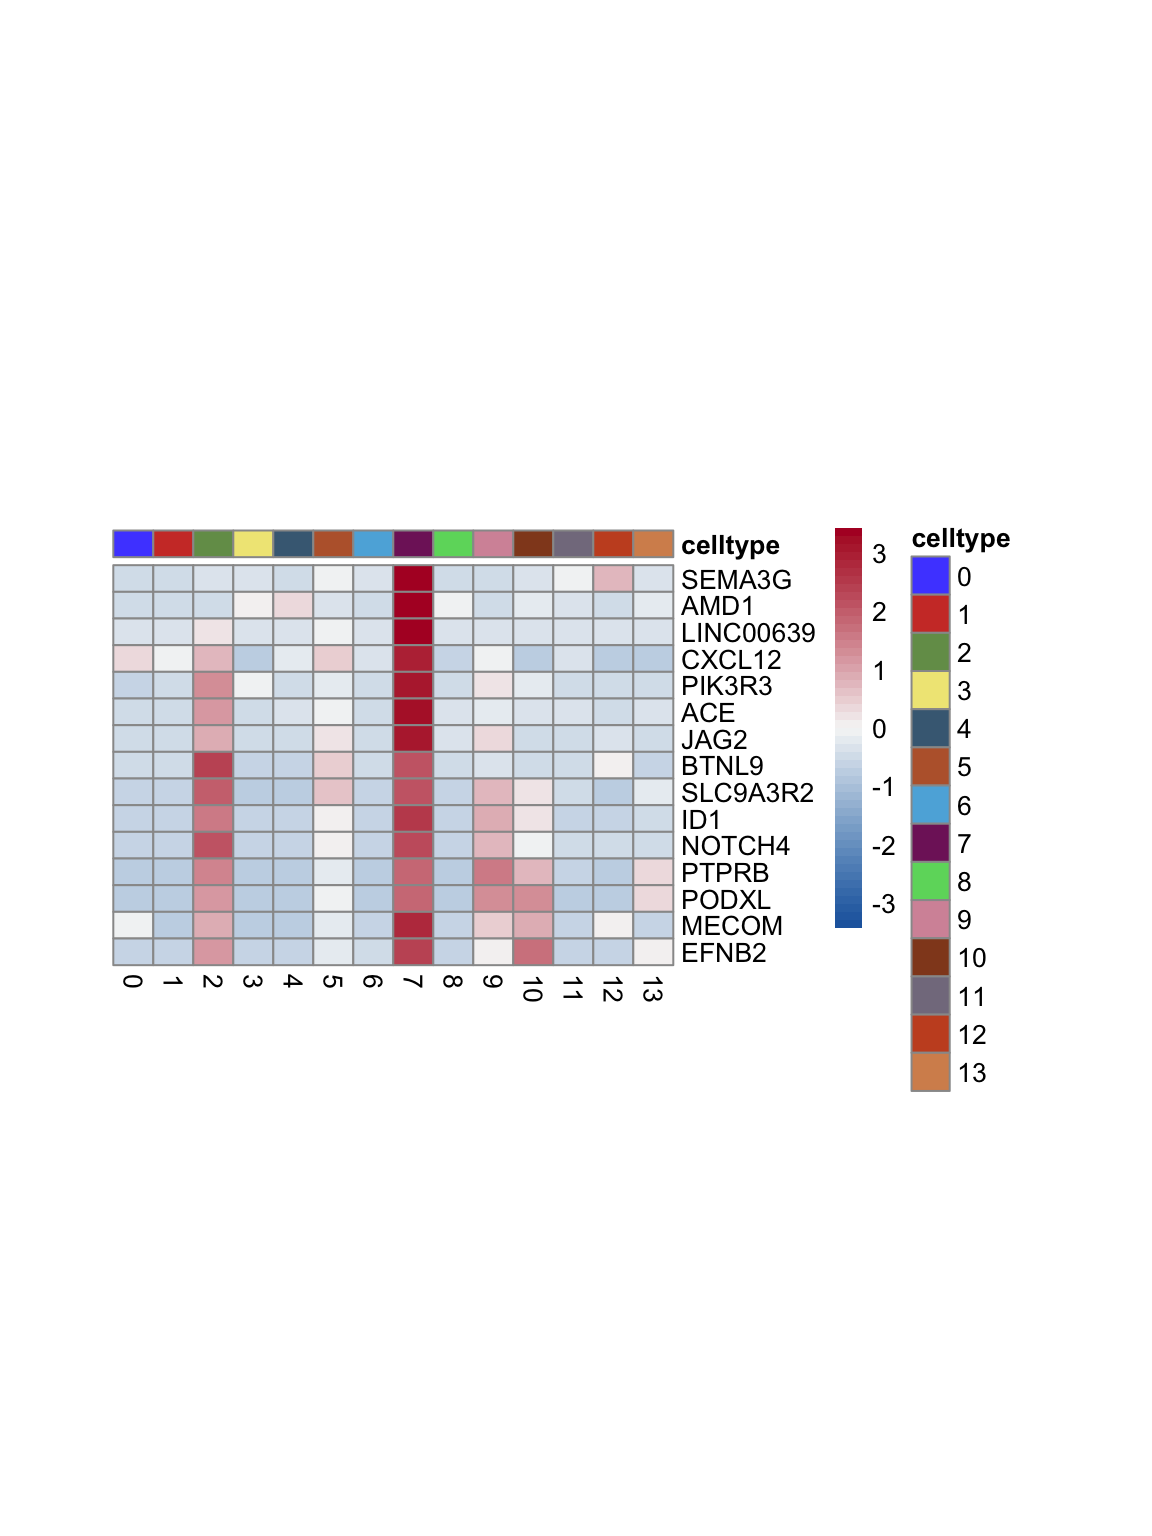 celltype
SEMA3G
AMD1
LINC00639
CXCL12
PIK3R3
ACE
JAG2
BTNL9
SLC9A3R2
ID1
NOTCH4
PTPRB
PODXL
MECOM
EFNB2
0 1 2 3 4 5 6 7 8 9 10 11 12 13
3
2
1
0
-1
-2
-3
celltype
0
1
2
3
4
5
6
7
8
9
10
11
12
13